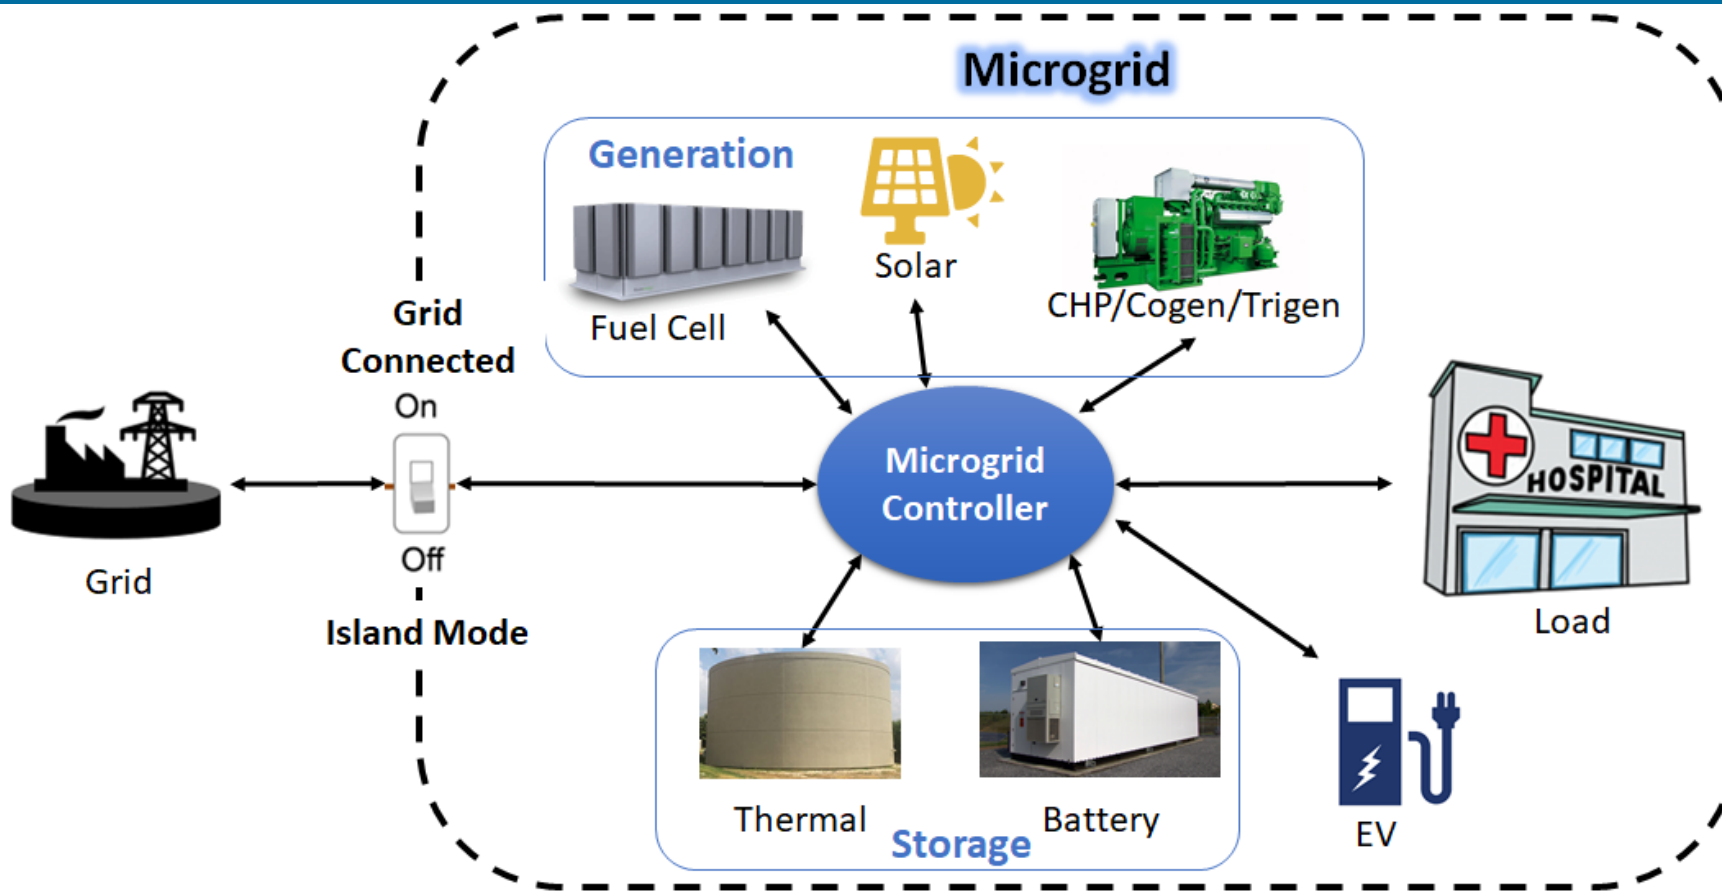 Microgrid
Generation
Solar
Fuel Cell
CHP/Cogen/Trigen
Grid
Connected
On
Off
Island Mode
Grid
Microgrid
Controller
HOSPITAL
Load
Thermal
Battery
Storage
EV